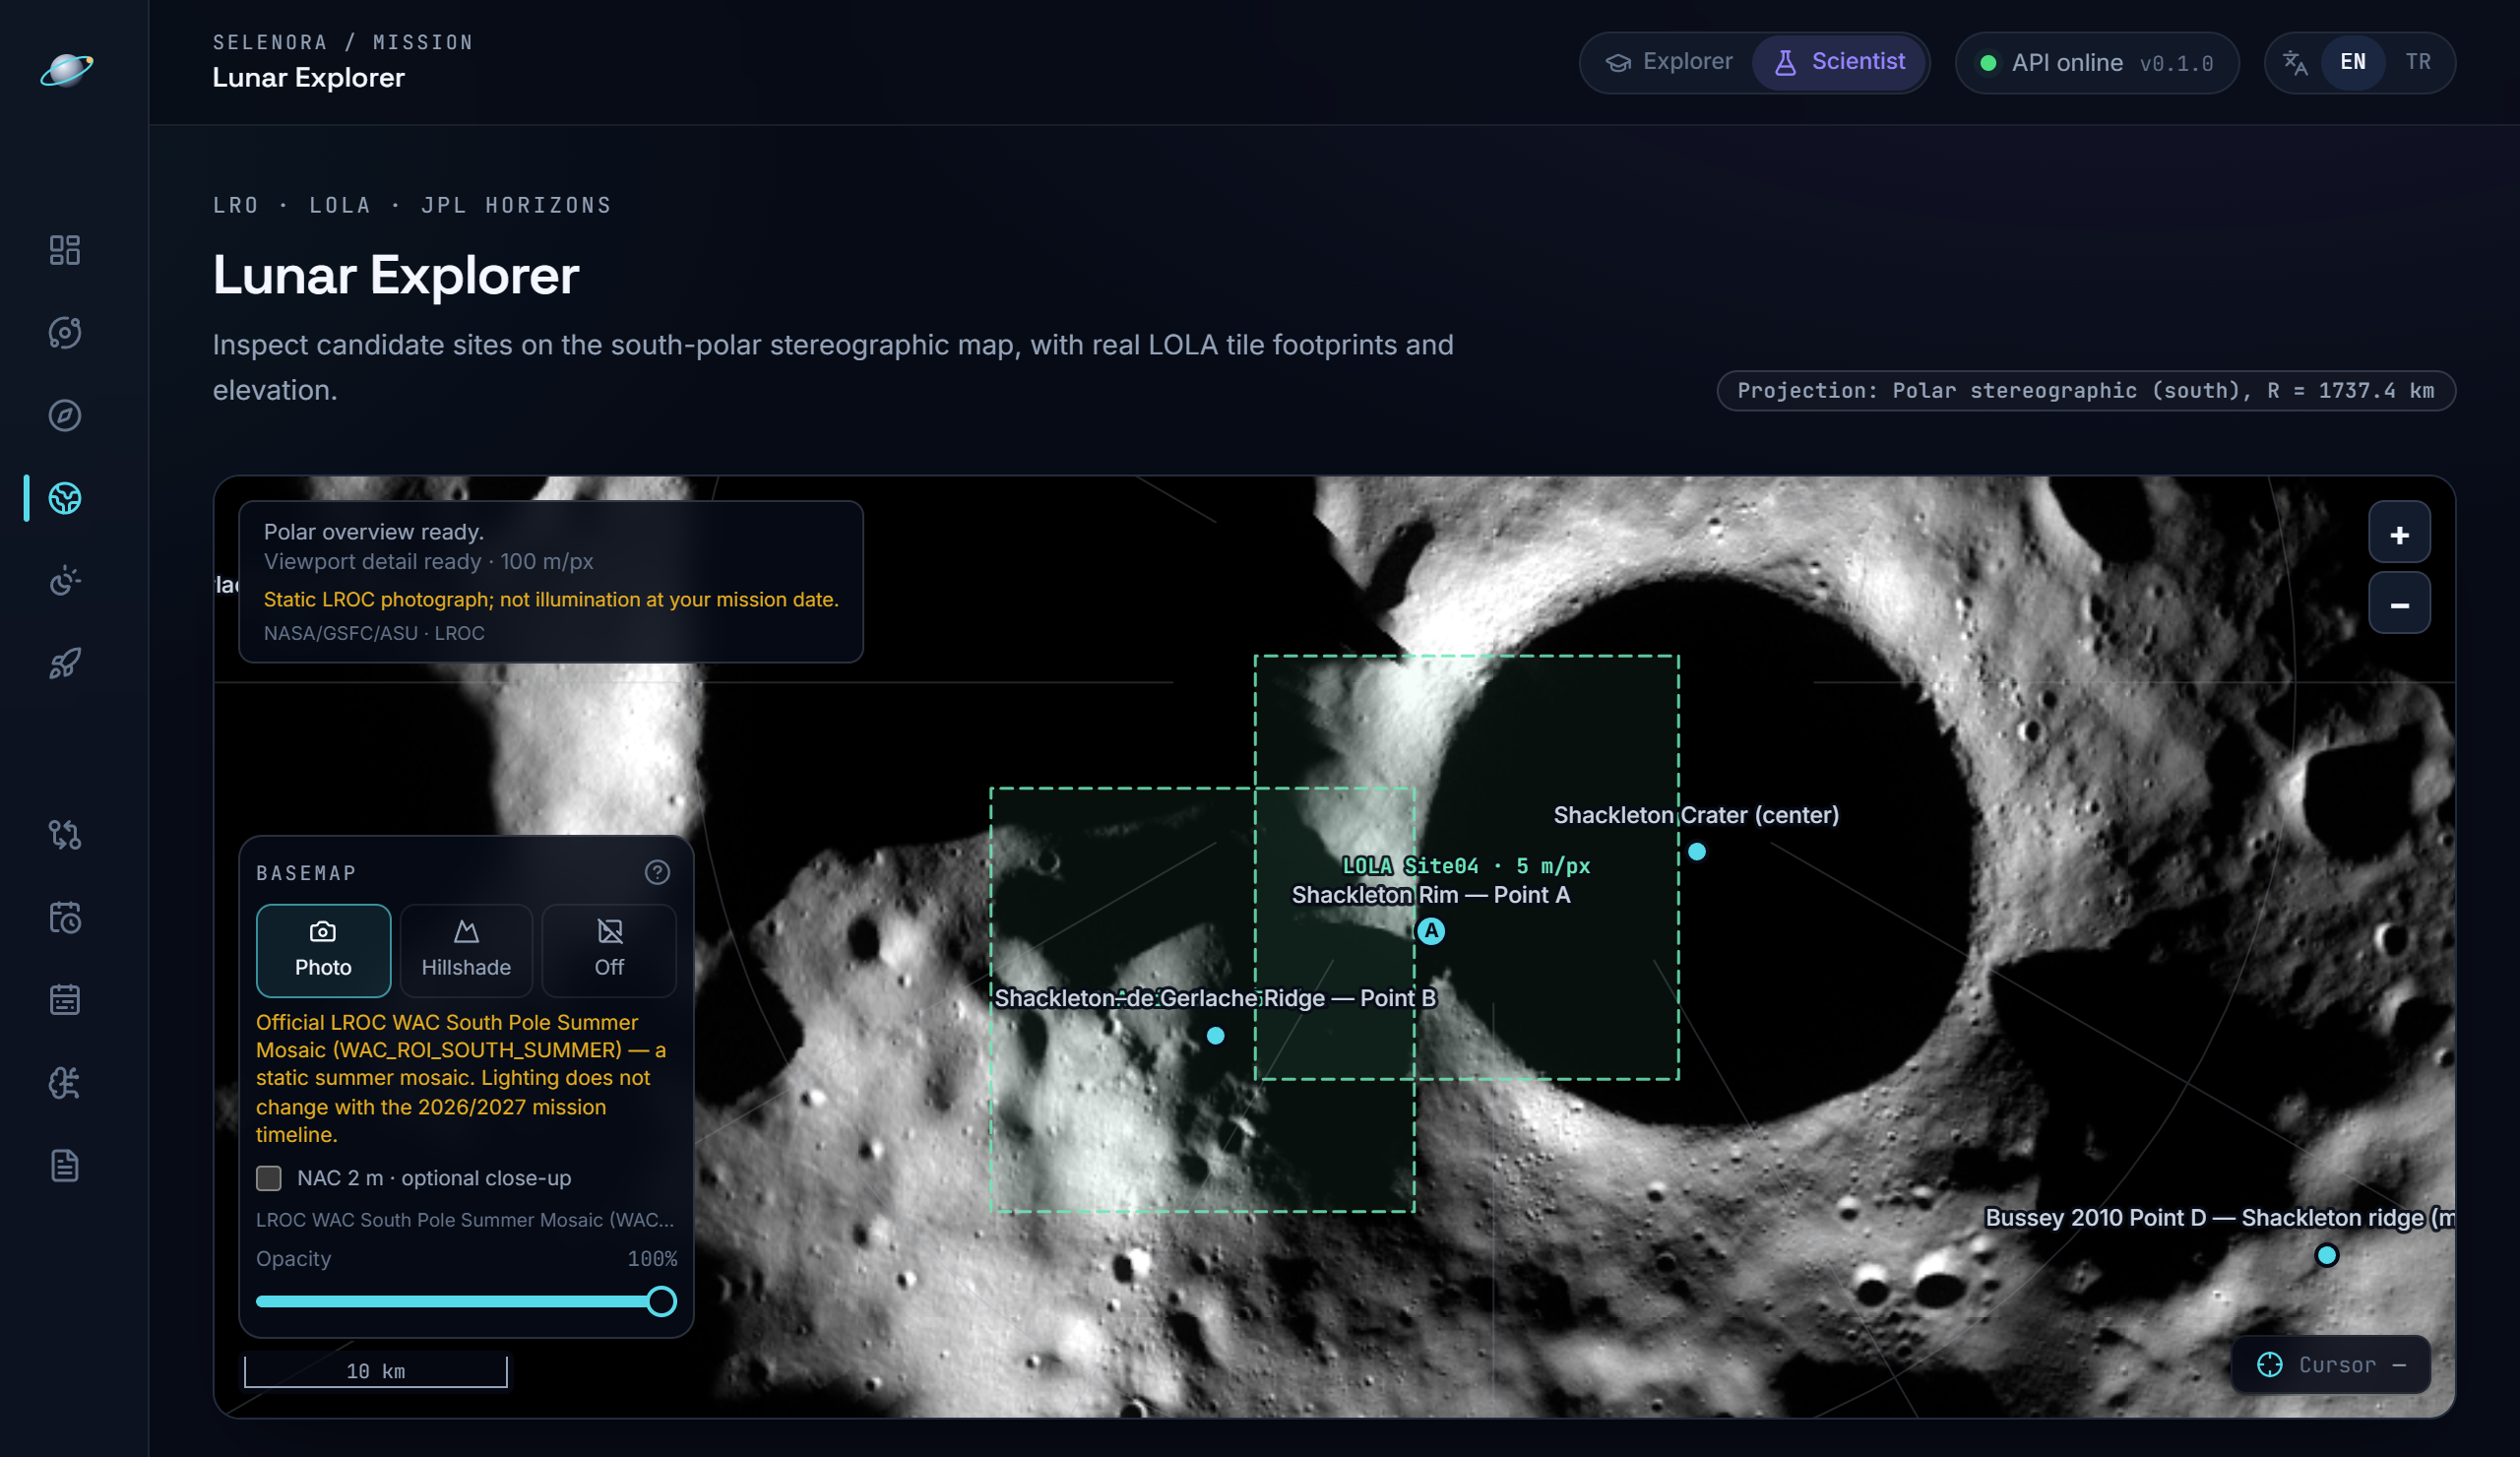 SELENORA / MISSION
Lunar Explorer
Explorer
Scientist
API online v0.1.0
EN
TR
LRO · LOLA · JPL HORIZONS
Lunar Explorer
Inspect candidate sites on the south-polar stereographic map, with real LOLA tile footprints and
elevation.
Projection: Polar stereographic (south), R = 1737.4 km
Polar overview ready.
Viewport detail ready · 100 m/px
Static LROC photograph; not illumination at your mission date.
NASA/GSFC/ASU · LROC
+
−
Shackleton Crater (center)
LOLA Site04 · 5 m/px
Shackleton Rim — Point A
A
Shackleton–de Gerlache Ridge — Point B
Bussey 2010 Point D — Shackleton ridge (m
BASEMAP
Photo
Hillshade
Off
Official LROC WAC South Pole Summer
Mosaic (WAC_ROI_SOUTH_SUMMER) — a
static summer mosaic. Lighting does not
change with the 2026/2027 mission
timeline.
NAC 2 m · optional close-up
LROC WAC South Pole Summer Mosaic (WAC...
Opacity 100%
10 km
Cursor —